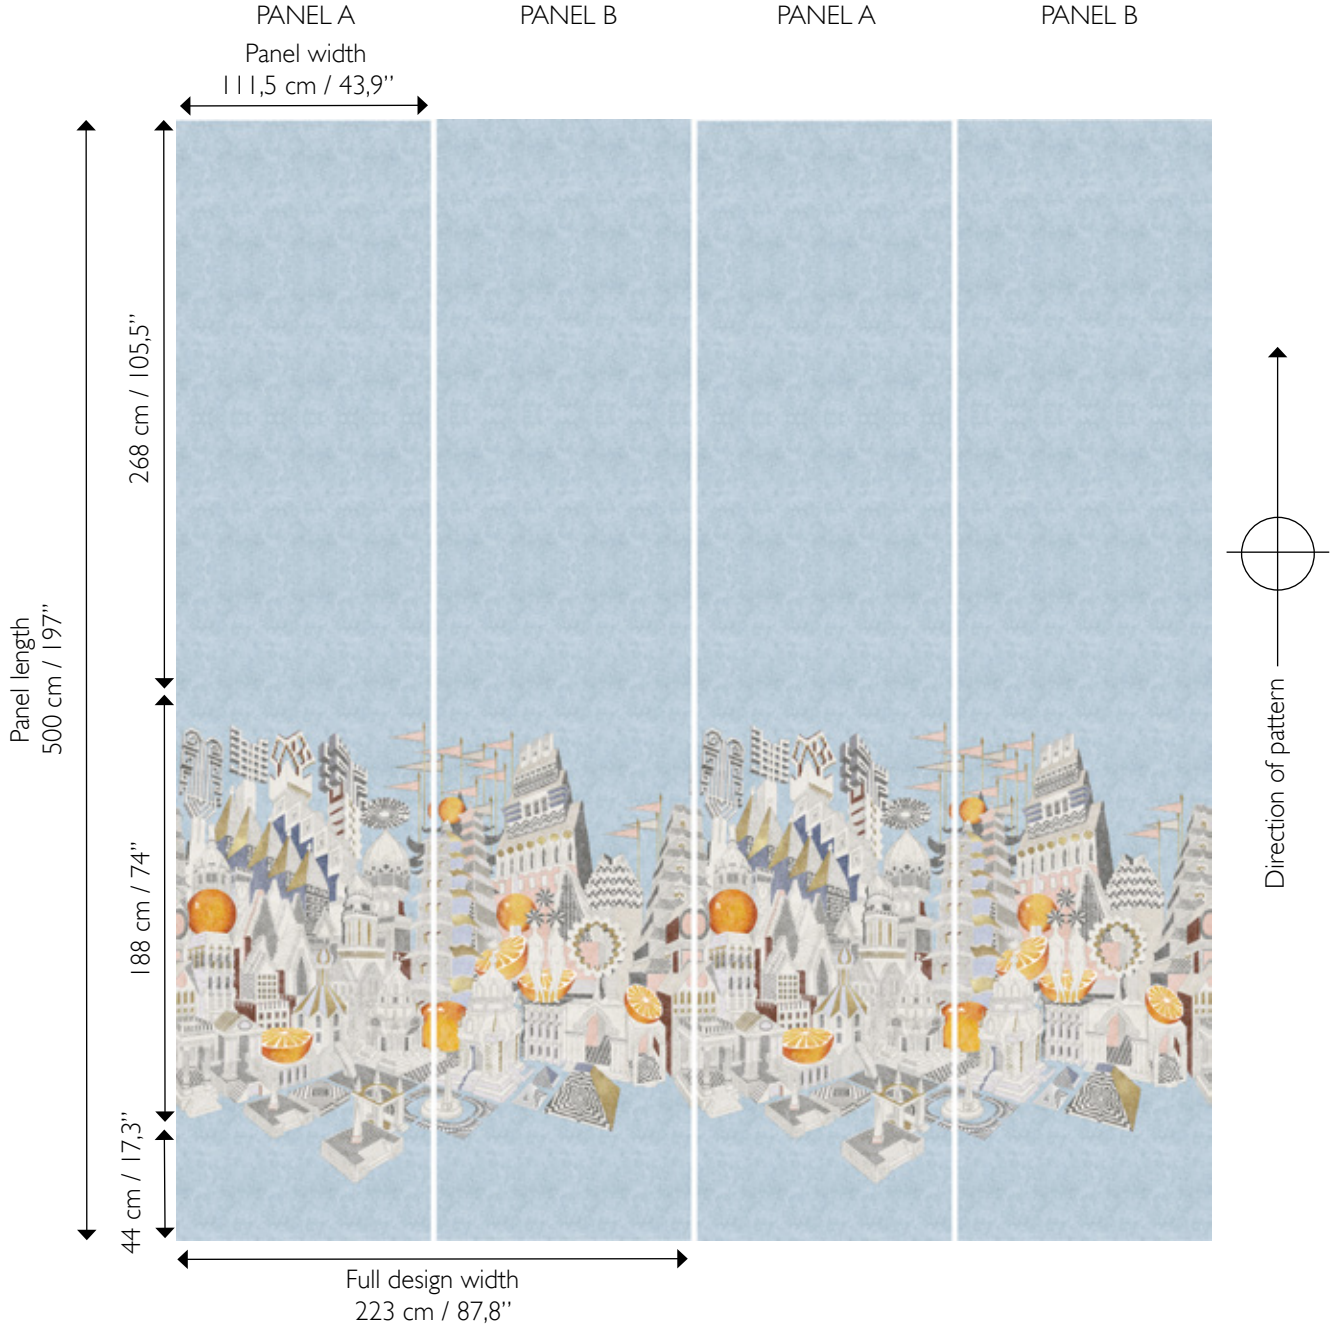 PANEL A
PANEL B
PANEL A
PANEL B
Panel width
111,5 cm / 43,9”
268 cm / 105,5”
Panel length
500 cm / 197”
188 cm / 74”
44 cm / 17,3”
Direction of pattern
Full design width
223 cm / 87,8”